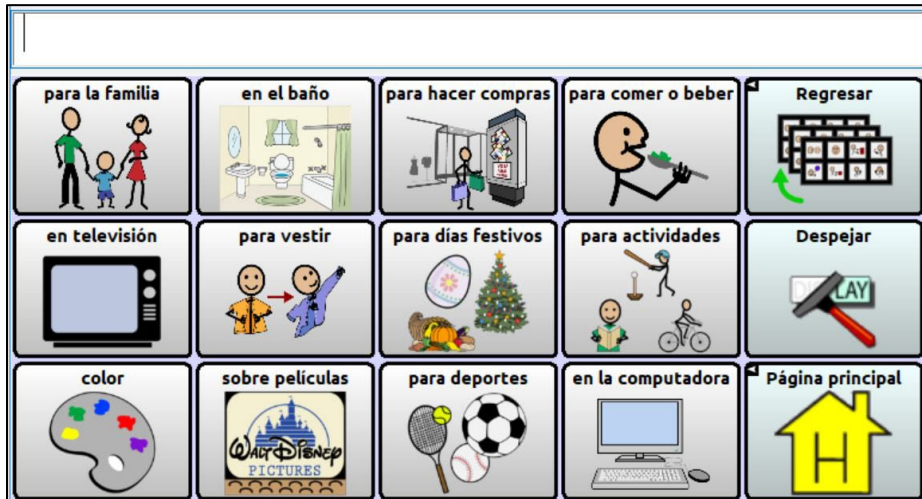 para la familia
en el baño
para hacer compras
para comer o beber
Regresar
en televisión
para vestir
para días festivos
para actividades
Despejar
LAY
color
sobre películas
para deportes
en la computadora
Página principal
WALT DISNEY
PICTURES
H